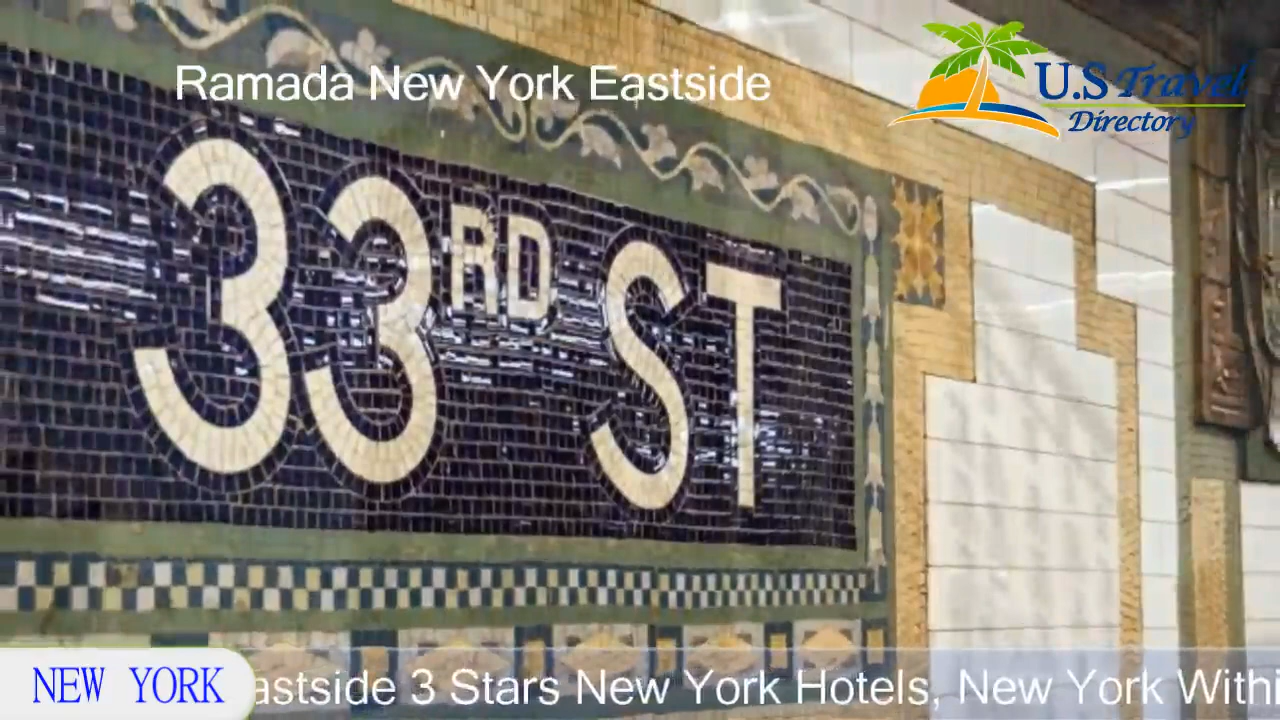 Ramada New York Eastside
U.S Travel
Directory
33RD ST
NEW YORK
astside 3 Stars New York Hotels, New York Withi